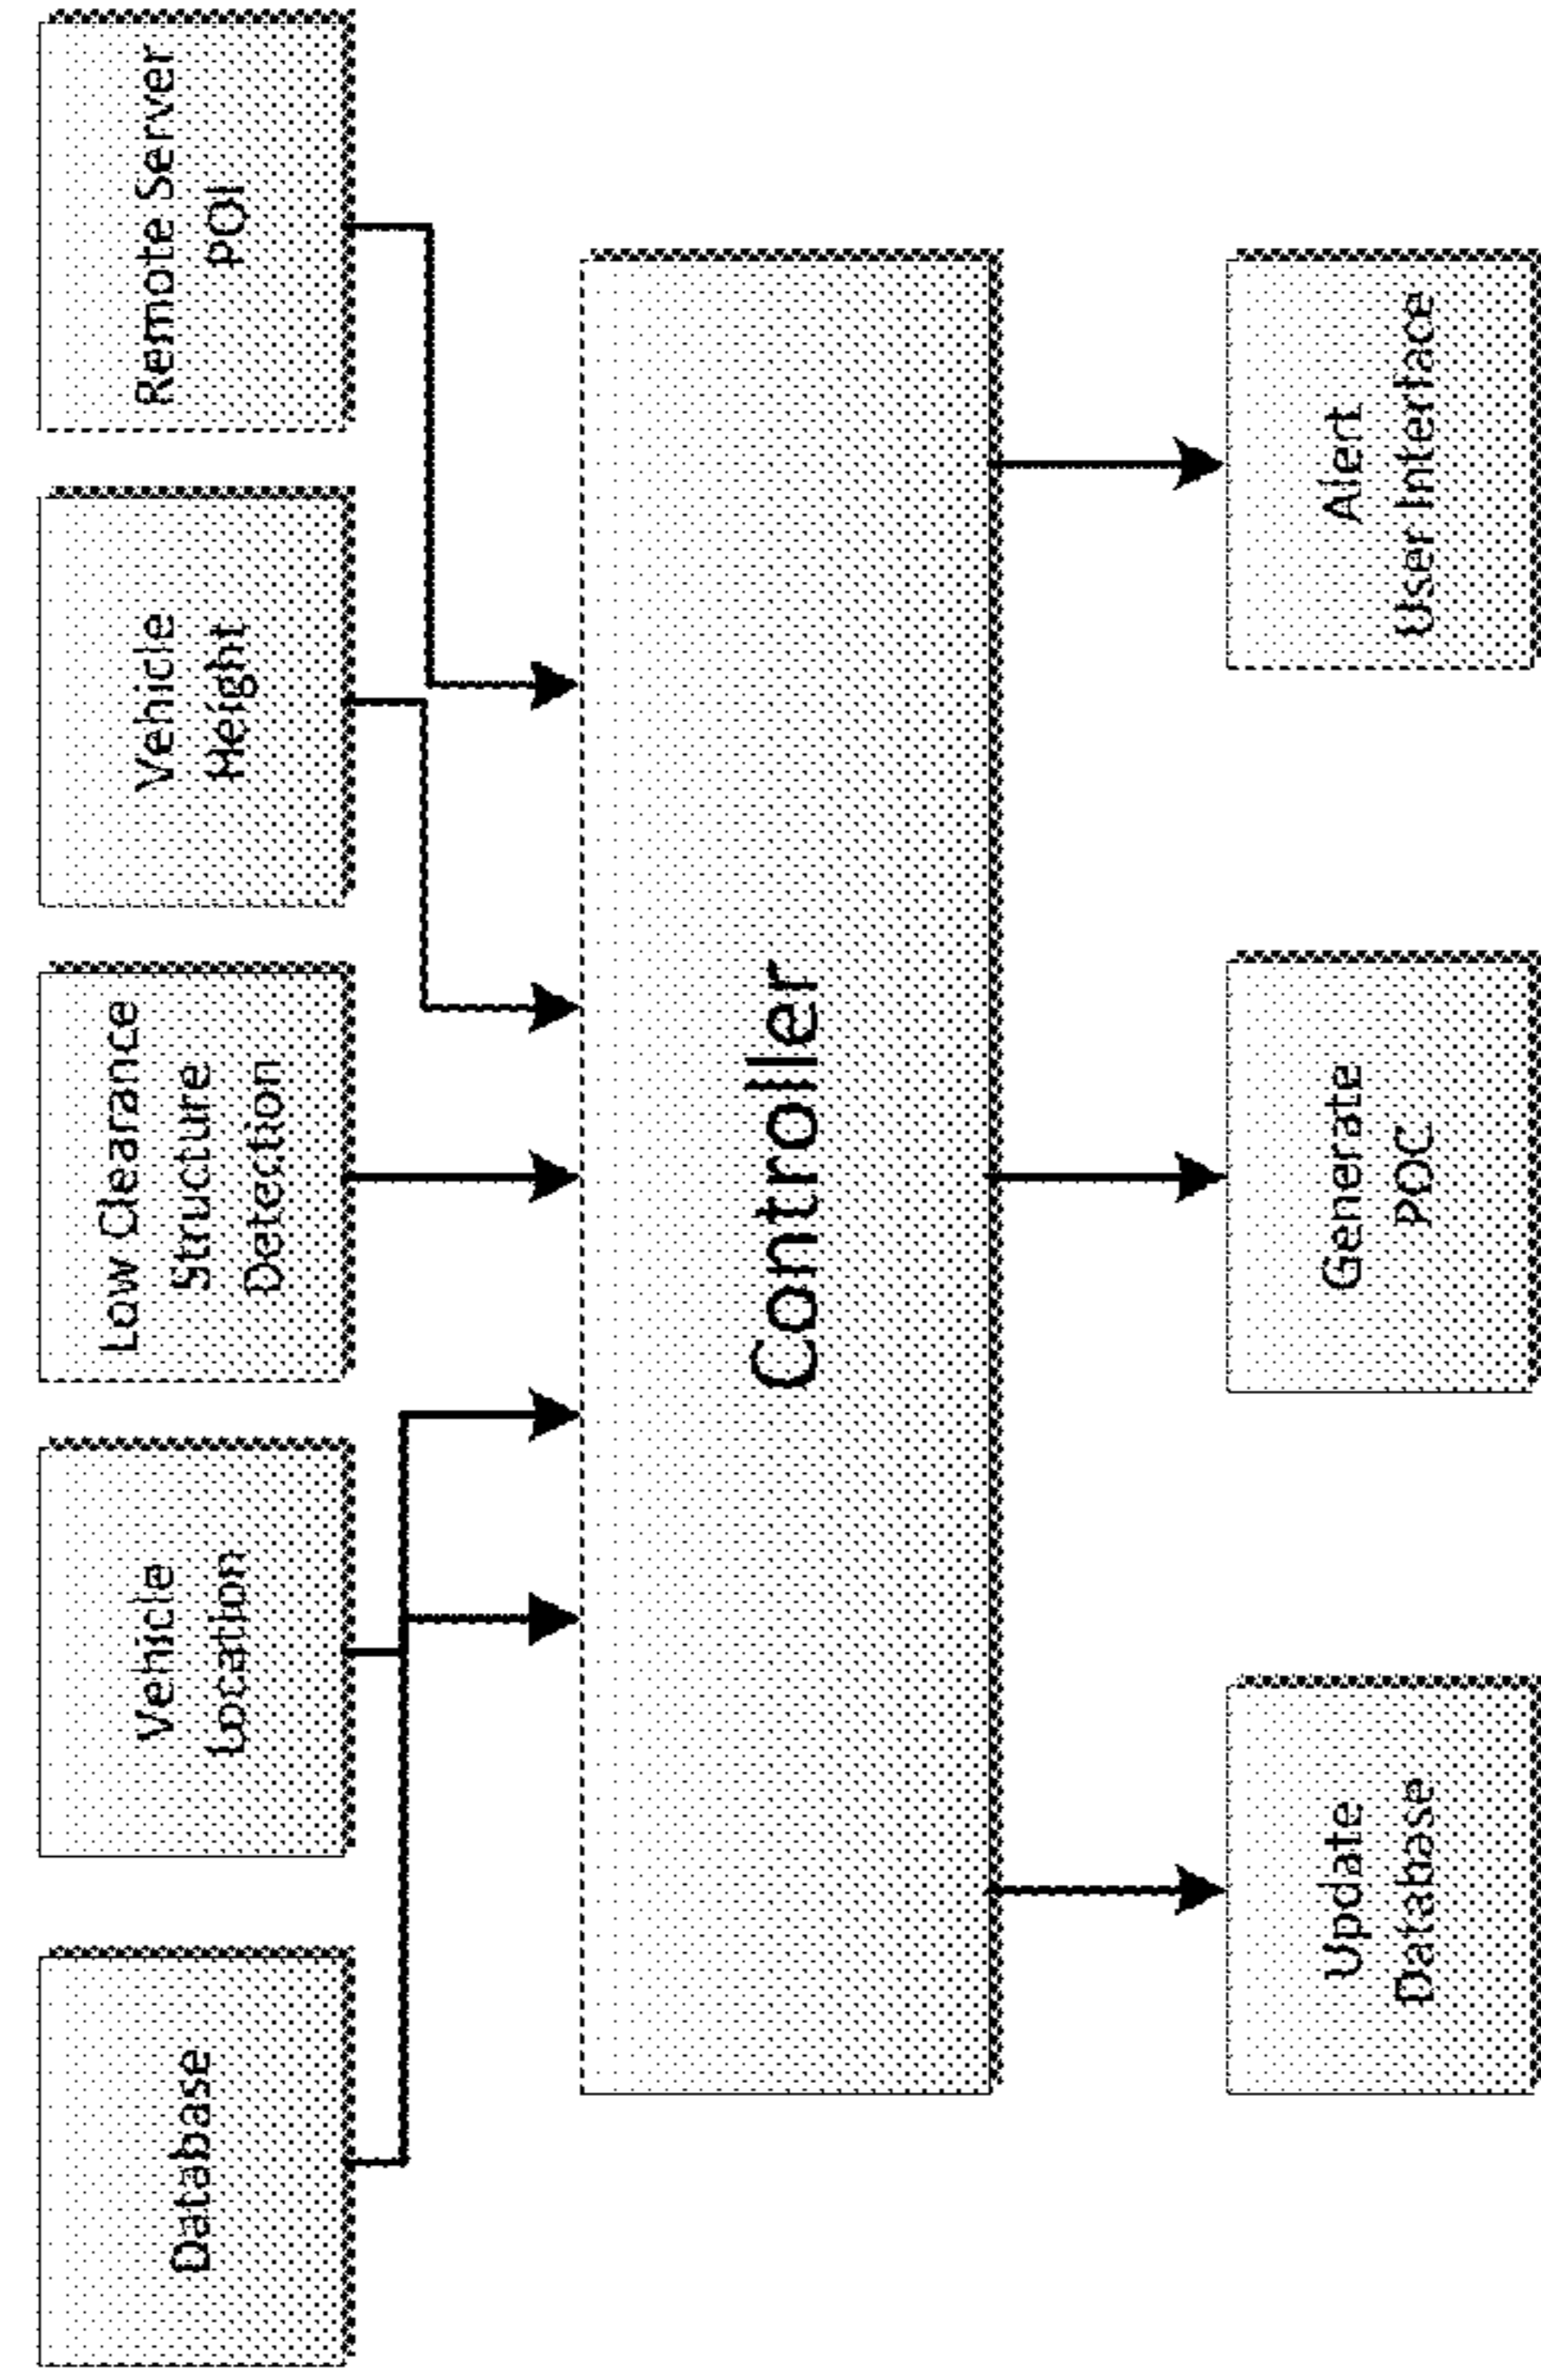 Database
Vehicle
Location
Low Clearance
Structure
Detection
Vehicle
Height
Remote Server
POI
Controller
Update
Database
Generate
POC
Alert
User Interface